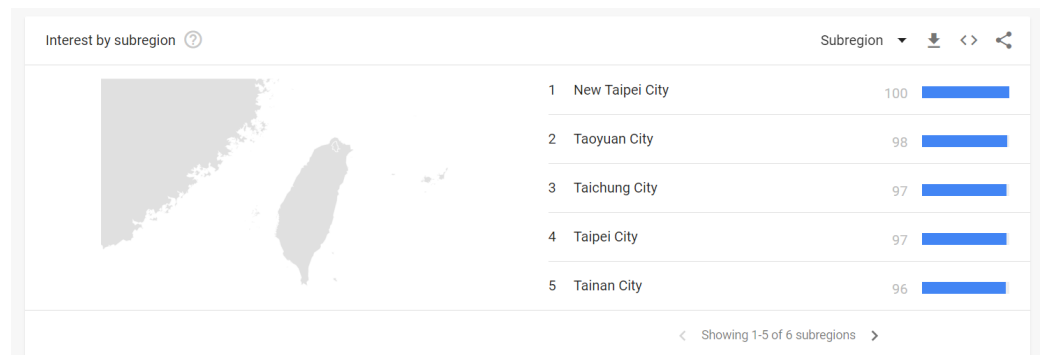 Interest by subregion
Subregion
1 New Taipei City 100
2 Taoyuan City 98
3 Taichung City 97
4 Taipei City 97
5 Tainan City 96
Showing 1-5 of 6 subregions